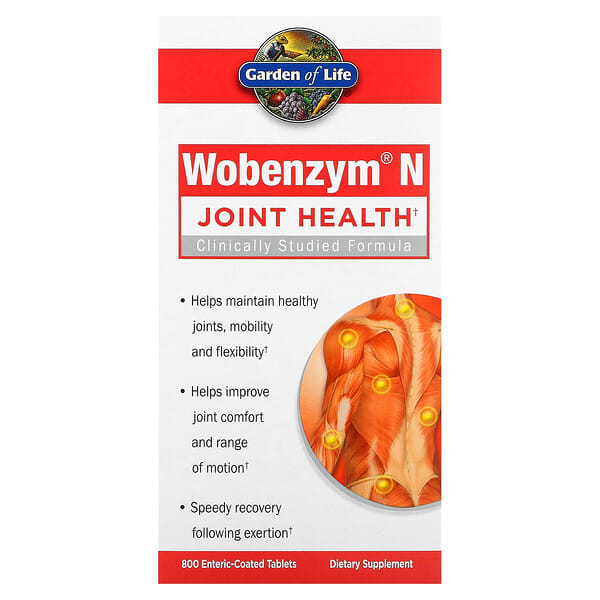 Garden of Life®
Wobenzym® N
JOINT HEALTH†
Clinically Studied Formula
• Helps maintain healthy
joints, mobility
and flexibility†
• Helps improve
joint comfort
and range
of motion†
• Speedy recovery
following exertion†
800 Enteric-Coated Tablets
Dietary Supplement